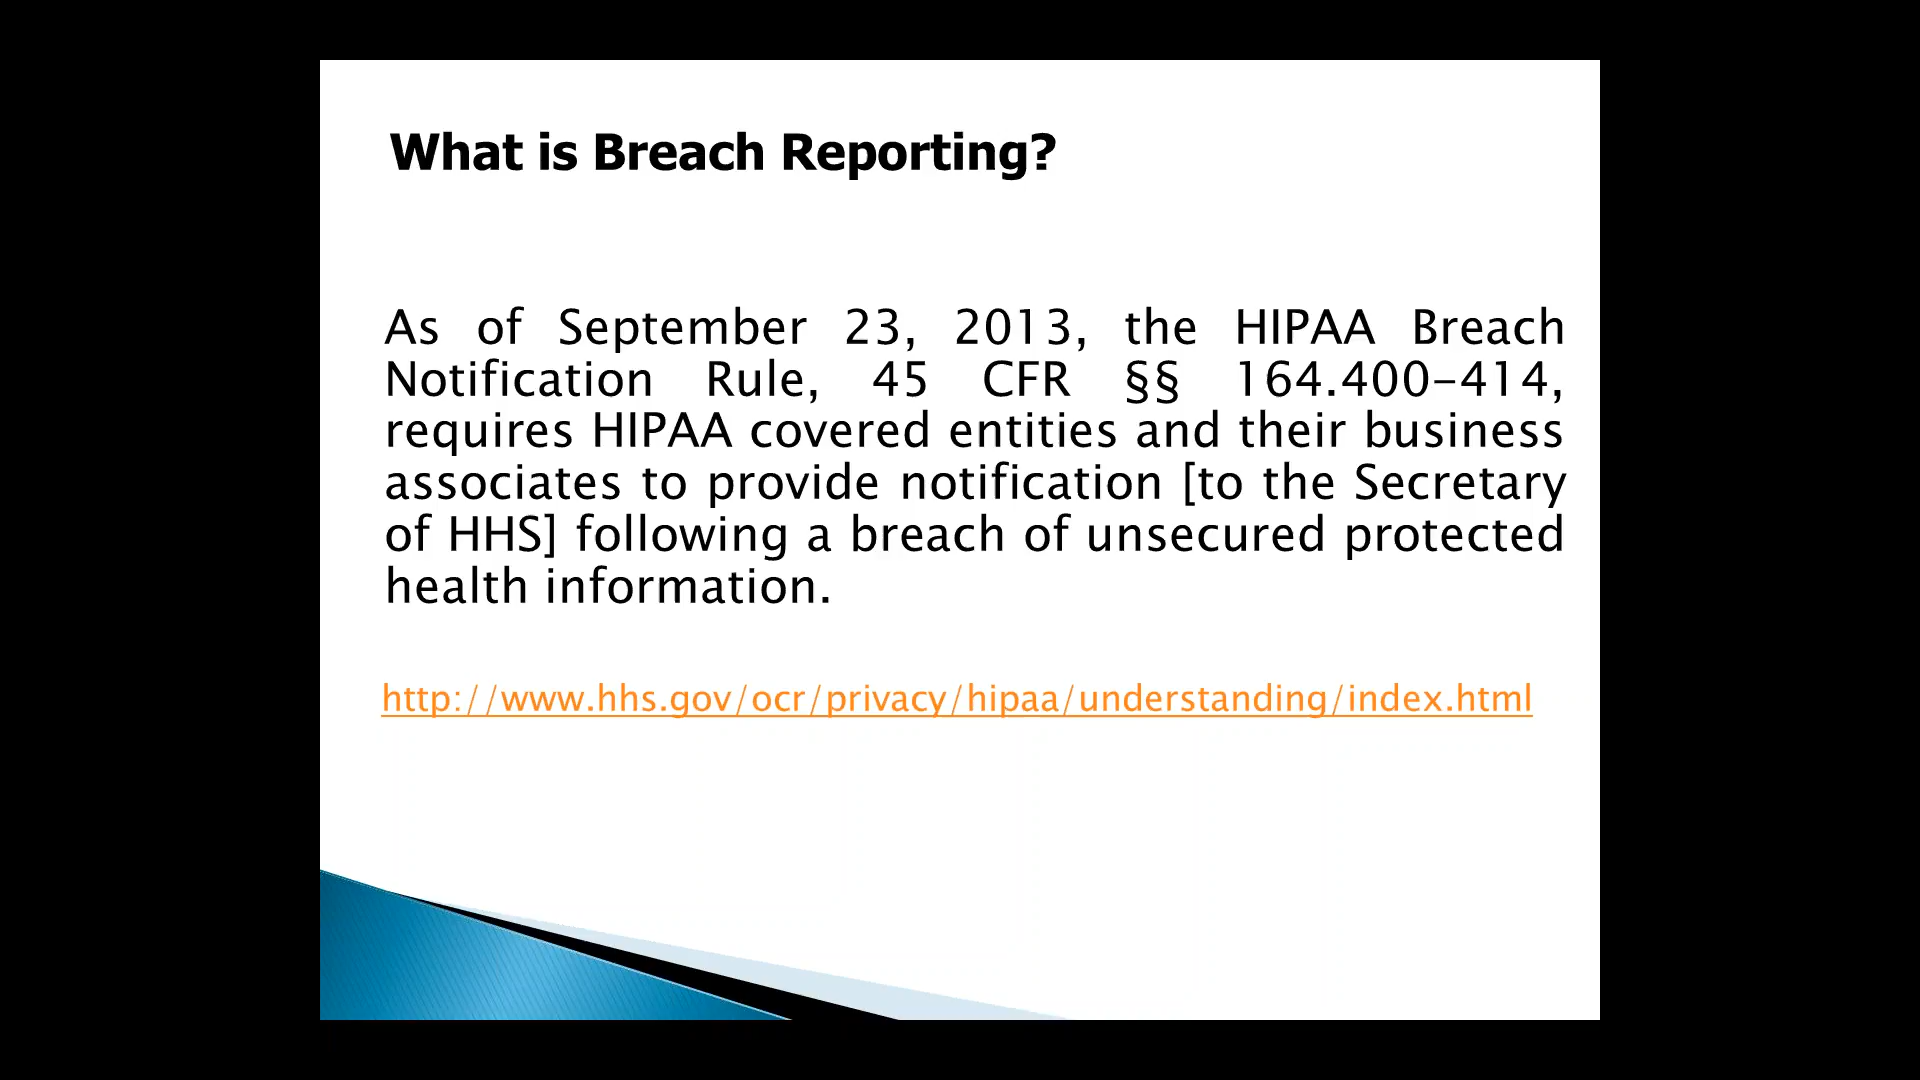 What is Breach Reporting?
As of September 23, 2013, the HIPAA Breach
Notification Rule, 45 CFR §§ 164.400-414,
requires HIPAA covered entities and their business
associates to provide notification [to the Secretary
of HHS] following a breach of unsecured protected
health information.
http://www.hhs.gov/ocr/privacy/hipaa/understanding/index.html